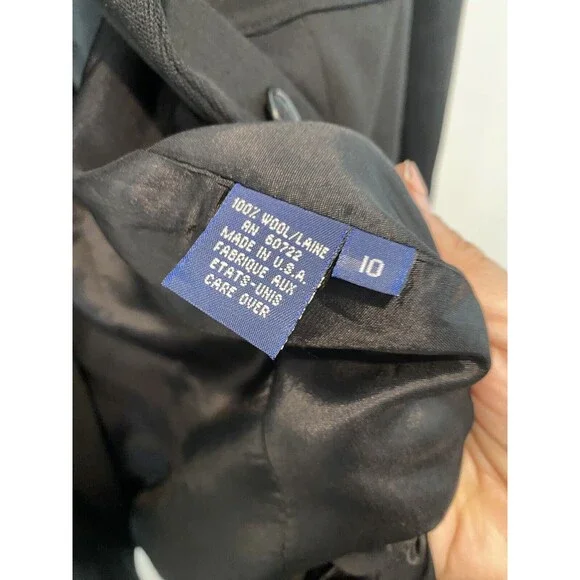 100% WOOL/LAINE
RN 60722
MADE IN U.S.A.
FABRIQUE AUX
ETATS-UNIS
CARE OVER
10